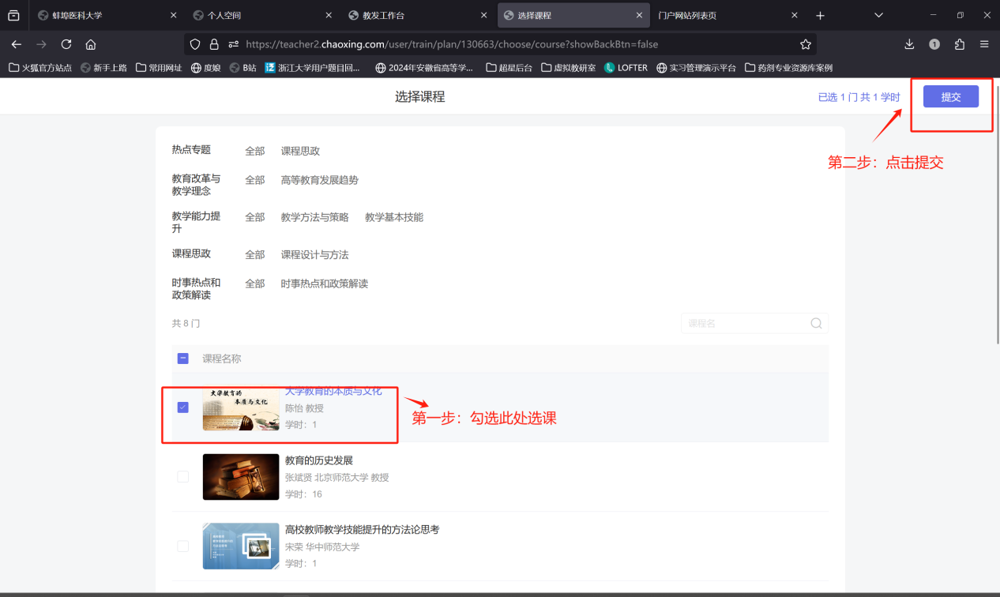 蚌埠医科大学
个人空间
教发工作台
选择课程
门户网站列表页
https://teacher2.chaoxing.com/user/train/plan/130663/choose/course?showBackBtn=false
1
火狐官方站点
新手上路
常用网址
度娘
B站
浙江大学用户题目回...
2024年安徽省高等学...
超星后台
虚拟教研室
LOFTER
实习管理演示平台
药剂专业资源库案例
选择课程
已选 1 门 共 1 学时
提交
第二步：点击提交
热点专题 全部 课程思政
教育改革与
教学理念
全部 高等教育发展趋势
教学能力提
升
全部 教学方法与策略 教学基本技能
课程思政 全部 课程设计与方法
时事热点和
政策解读
全部 时事热点和政策解读
共 8 门
课程名
课程名称
大学教育的
本质与文化
大学教育的本质与文化
陈怡 教授
学时：1
第一步：勾选此处选课
教育的历史发展
张斌贤 北京师范大学 教授
学时：16
高校教师教学技能提升的方法论思考
宋荣 华中师范大学
学时：1